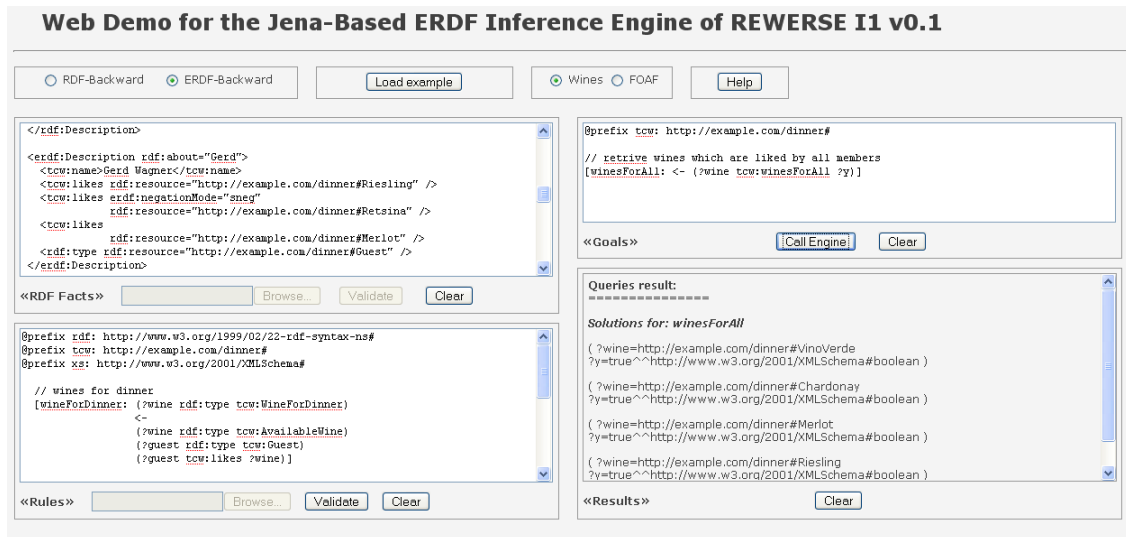 Web Demo for the Jena-Based ERDF Inference Engine of REWERSE I1 v0.1
RDF-Backward ERDF-Backward Load example Wines FOAF Help
</rdf:Description>
<erdf:Description rdf:about="Gerd">
<tcw:name>Gerd Wagner</tcw:name>
<tcw:likes rdf:resource="http://example.com/dinner#Riesling" />
<tcw:likes erdf:negationMode="sneg"
rdf:resource="http://example.com/dinner#Retsina" />
<tcw:likes
rdf:resource="http://example.com/dinner#Merlot" />
<rdf:type rdf:resource="http://example.com/dinner#Guest" />
</erdf:Description>
«RDF Facts» Browse... Validate Clear
@prefix rdf: http://www.w3.org/1999/02/22-rdf-syntax-ns#
@prefix tcw: http://example.com/dinner#
@prefix xs: http://www.w3.org/2001/XMLSchema#
// wines for dinner
[wineForDinner: (?wine rdf:type tcw:WineForDinner)
<-
(?wine rdf:type tcw:AvailableWine)
(?guest rdf:type tcw:Guest)
(?guest tcw:likes ?wine)]
«Rules» Browse... Validate Clear
@prefix tcw: http://example.com/dinner#
// retrive wines which are liked by all members
[winesForAll: <- (?wine tcw:winesForAll ?y)]
«Goals» Call Engine Clear
Queries result:
===============
Solutions for: winesForAll
( ?wine=http://example.com/dinner#VinoVerde
?y=true^^http://www.w3.org/2001/XMLSchema#boolean )
( ?wine=http://example.com/dinner#Chardonay
?y=true^^http://www.w3.org/2001/XMLSchema#boolean )
( ?wine=http://example.com/dinner#Merlot
?y=true^^http://www.w3.org/2001/XMLSchema#boolean )
( ?wine=http://example.com/dinner#Riesling
?y=true^^http://www.w3.org/2001/XMLSchema#boolean )
«Results» Clear